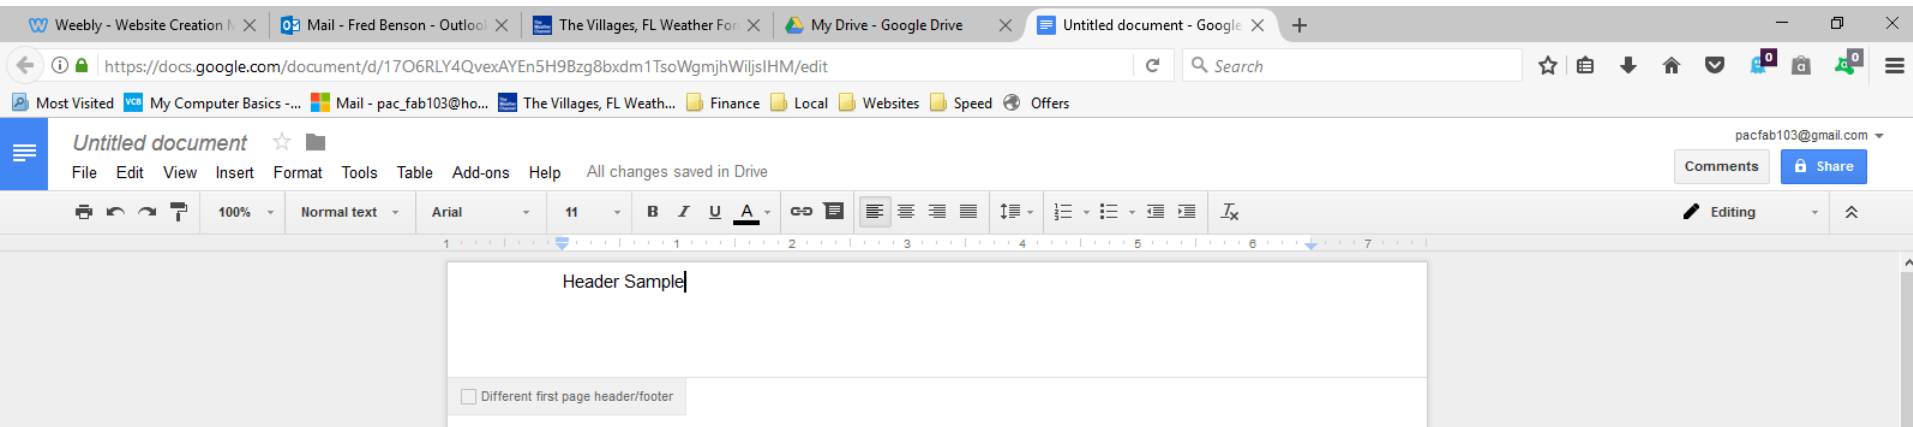 Weebly - Website Creation M Mail - Fred Benson - Outlook The Villages, FL Weather For My Drive - Google Drive Untitled document - Google
https://docs.google.com/document/d/17O6RLY4QvexAYEn5H9Bzg8bxdm1TsoWgmjhWiljsIHM/edit Search 0 0
Most Visited VCB My Computer Basics -... Mail - pac_fab103@ho... The Villages, FL Weath... Finance Local Websites Speed Offers
Untitled document pacfab103@gmail.com
File Edit View Insert Format Tools Table Add-ons Help All changes saved in Drive Comments Share
100% Normal text Arial 11 B I U A Editing
1 1 2 3 4 5 6 7
Header Sample
Different first page header/footer